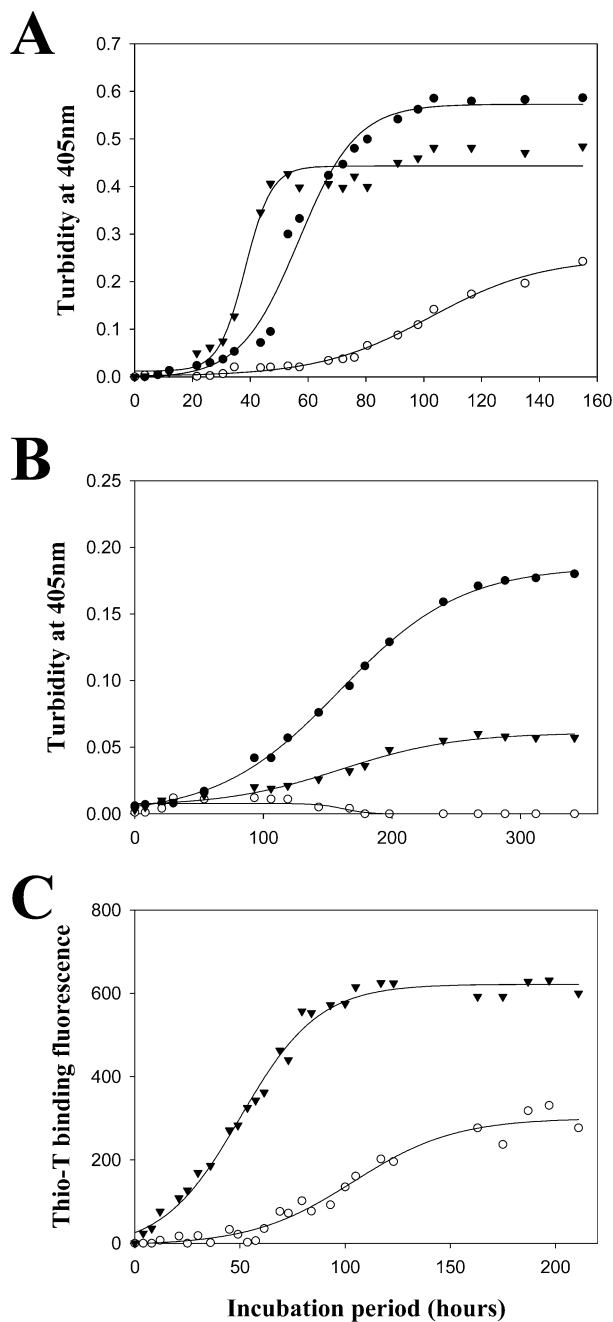 A
Turbidity at 405nm
0.7
0.6
0.5
0.4
0.3
0.2
0.1
0.0
0 20 40 60 80 100 120 140 160
B
Turbidity at 405nm
0.25
0.20
0.15
0.10
0.05
0.00
0 100 200 300
C
Thio-T binding fluorescence
800
600
400
200
0
0 50 100 150 200
Incubation period (hours)